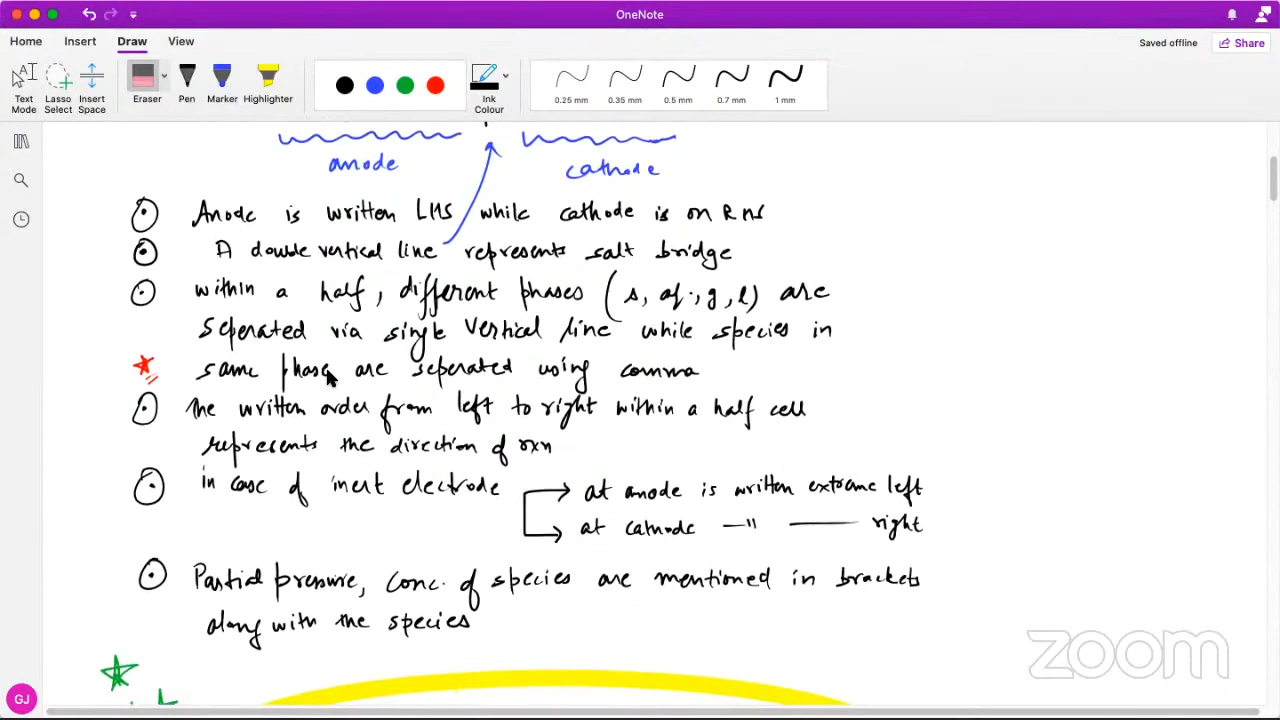 OneNote
Home Insert Draw View
Saved offline Share
Text Mode Lasso Select Insert Space Eraser Pen Marker Highlighter Ink Colour 0.25 mm 0.35 mm 0.5 mm 0.7 mm 1 mm
anode cathode
Anode is written LHS while cathode is on RHS
A double vertical line represents salt bridge
within a half, different phases (s, aq., g, l) are
seperated via single vertical line while species in
same phase are seperated using comma
The written order from left to right within a half cell
represents the direction of rxn
in case of inert electrode → at anode is written extreme left
→ at cathode —"— right
Partial pressure, conc. of species are mentioned in brackets
along with the species
zoom
GJ